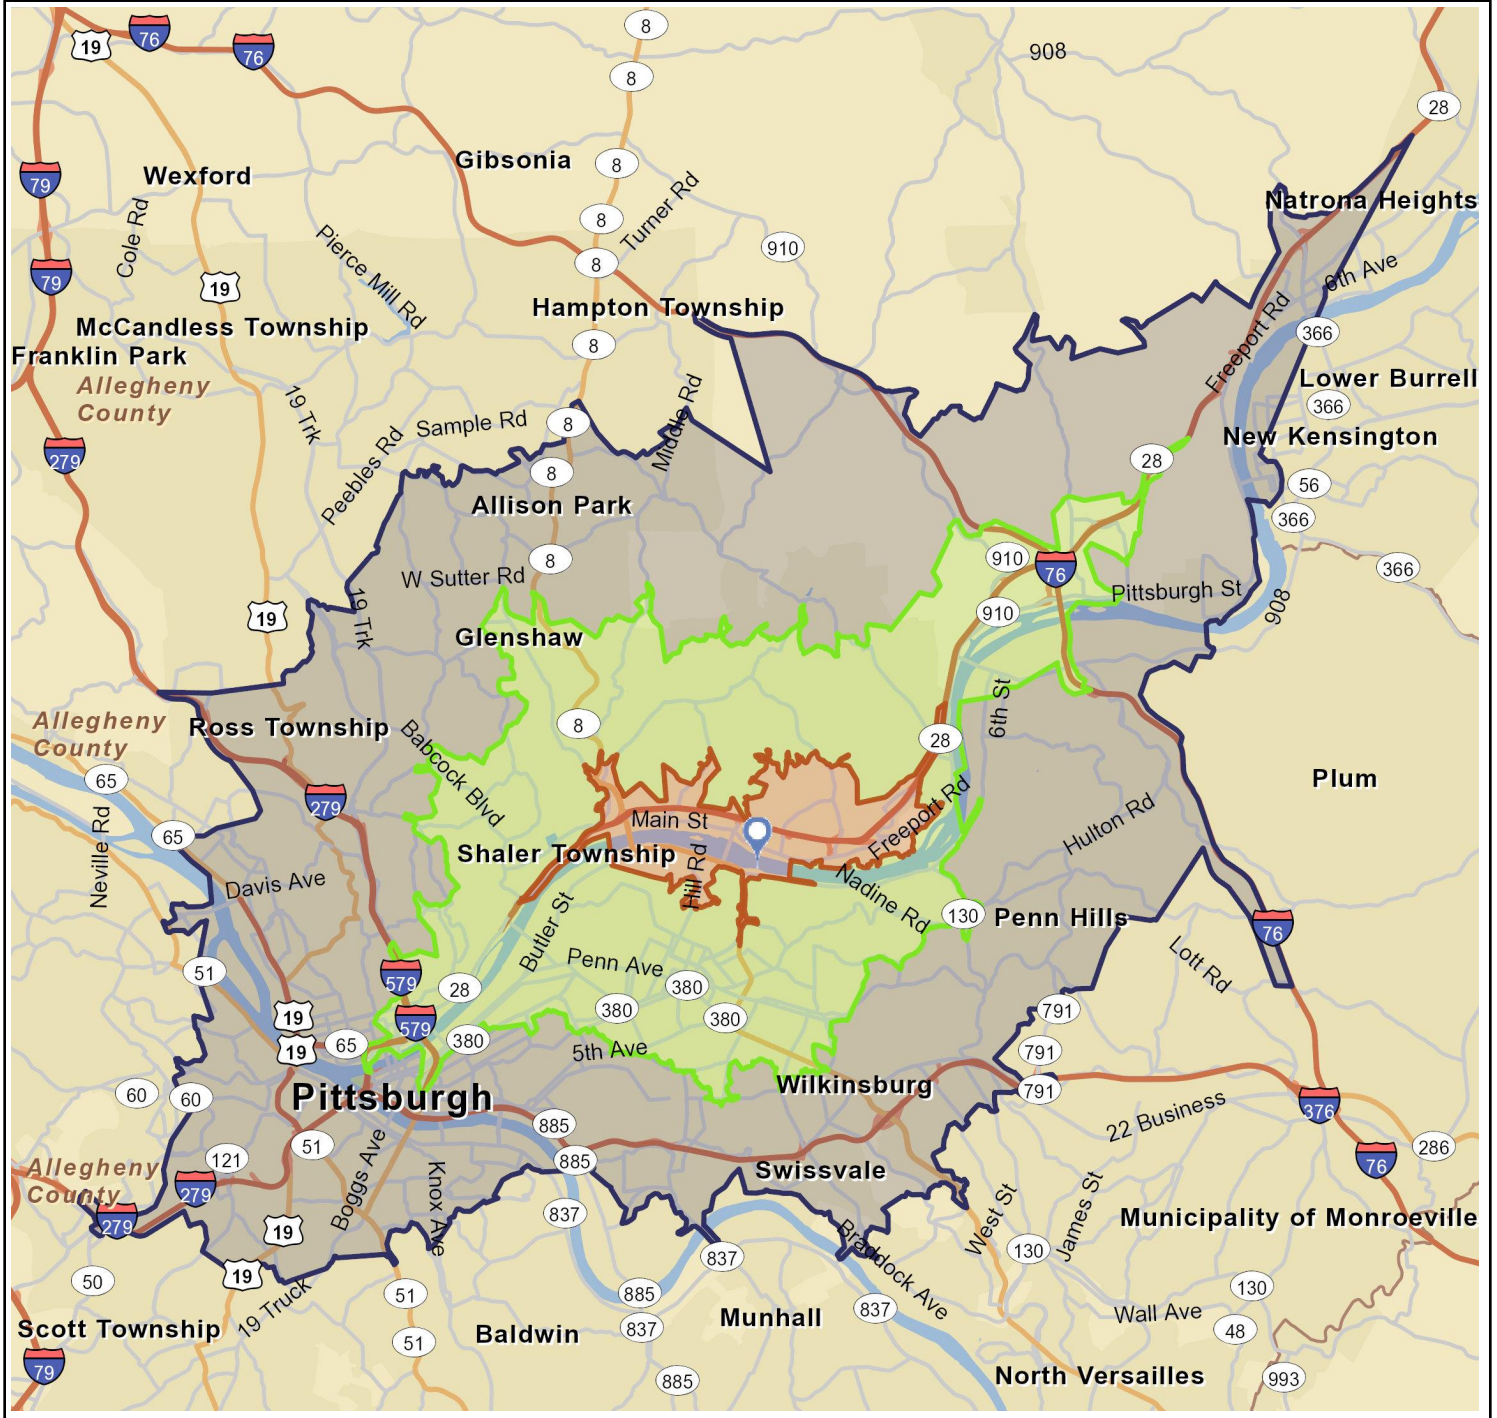 8
19
76
76
908
8
28
Gibsonia
8
Wexford
79
Turner Rd
Natrona Heights
8
Cole Rd
910
Pierce Mill Rd
8
6th Ave
79
19
Hampton Township
McCandless Township
366
Freeport Rd
8
Franklin Park
Allegheny
County
Lower Burrell
366
19 Trk
Sample Rd
8
Middle Rd
New Kensington
279
28
Peebles Rd
8
56
Allison Park
366
8
910
366
W Sutter Rd
76
Pittsburgh St
19
19 Trk
910
908
Glenshaw
6th St
Allegheny
County
Ross Township
8
28
Babcock Blvd
65
Plum
279
Main St
Freeport Rd
Hulton Rd
65
Neville Rd
Shaler Township
Hill Rd
Davis Ave
Nadine Rd
130
Penn Hills
Butler St
76
51
579
Penn Ave
Lott Rd
28
380
380
380
791
19
579
65
380
19
5th Ave
791
Wilkinsburg
791
60
60
Pittsburgh
376
22 Business
885
51
286
121
885
Allegheny
County
Swissvale
76
279
Boggs Ave
Knox Ave
279
837
West St
James St
Municipality of Monroeville
19
130
837
Braddock Ave
50
19
885
130
51
19 Truck
837
Wall Ave
Munhall
Scott Township
837
48
51
Baldwin
79
885
North Versailles
993